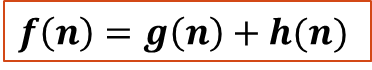 f(n) = g(n) + h(n)